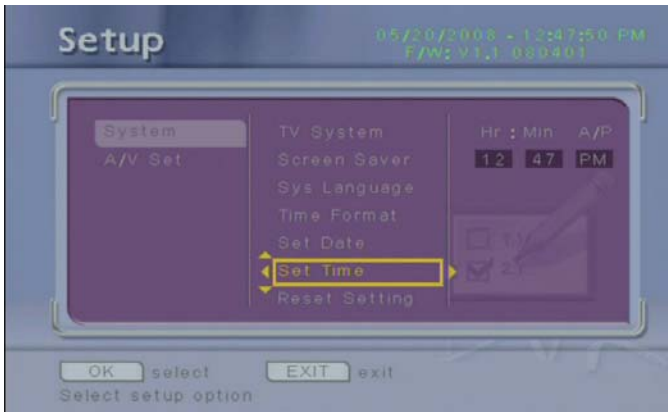 Setup
05/20/2008 - 12:47:50 PM
F/W: V1.1 080401
System
A/V Set
TV System
Screen Saver
Sys Language
Time Format
Set Date
Set Time
Reset Setting
Hr : Min A/P
12 47 PM
1.
2.
OK select
EXIT exit
Select setup option